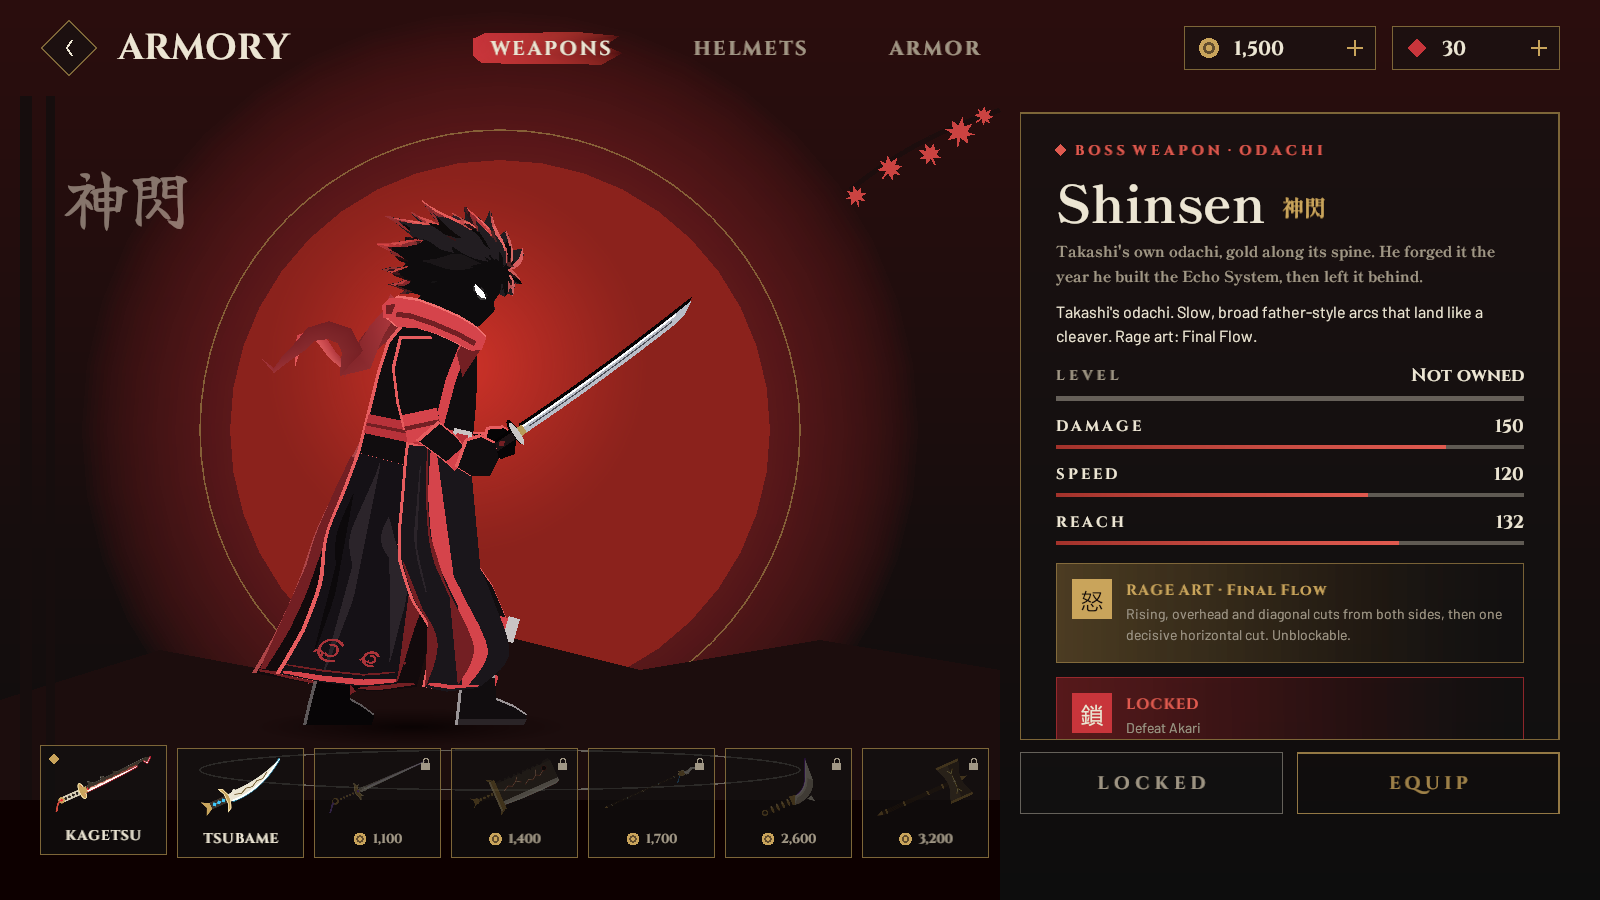 ARMORY
WEAPONS
HELMETS
ARMOR
1,500
30
神閃
BOSS WEAPON · ODACHI
Shinsen 神閃
Takashi's own odachi, gold along its spine. He forged it the
year he built the Echo System, then left it behind.
Takashi's odachi. Slow, broad father-style arcs that land like a
cleaver. Rage art: Final Flow.
LEVEL NOT OWNED
DAMAGE 150
SPEED 120
REACH 132
怒
RAGE ART · FINAL FLOW
Rising, overhead and diagonal cuts from both sides, then one
decisive horizontal cut. Unblockable.
鎖
LOCKED
Defeat Akari
KAGETSU
TSUBAME
1,100
1,400
1,700
2,600
3,200
LOCKED
EQUIP